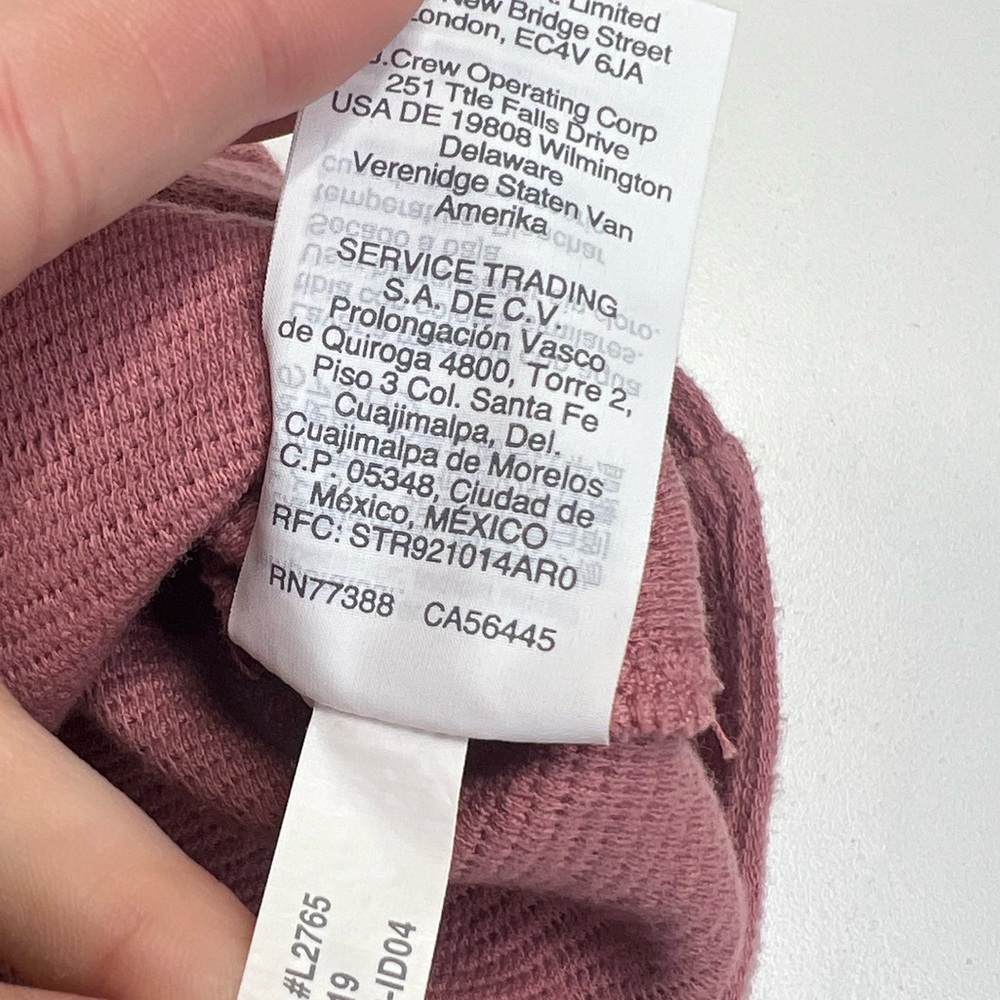 Limited
New Bridge Street
London, EC4V 6JA
J.Crew Operating Corp
251 Ttle Falls Drive
USA DE 19808 Wilmington
Delaware
Verenidge Staten Van
Amerika
SERVICE TRADING
S.A. DE C.V.
Prolongación Vasco
de Quiroga 4800, Torre 2,
Piso 3 Col. Santa Fe
Cuajimalpa, Del.
Cuajimalpa de Morelos
C.P. 05348, Ciudad de
México, MÉXICO
RFC: STR921014AR0
RN77388 CA56445
#L2765
19
-ID04